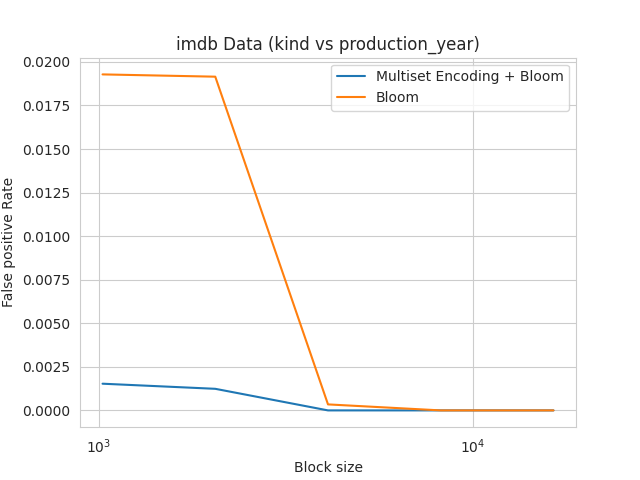 imdb Data (kind vs production_year)
Multiset Encoding + Bloom
Bloom
False positive Rate
0.0200
0.0175
0.0150
0.0125
0.0100
0.0075
0.0050
0.0025
0.0000
10³
10⁴
Block size